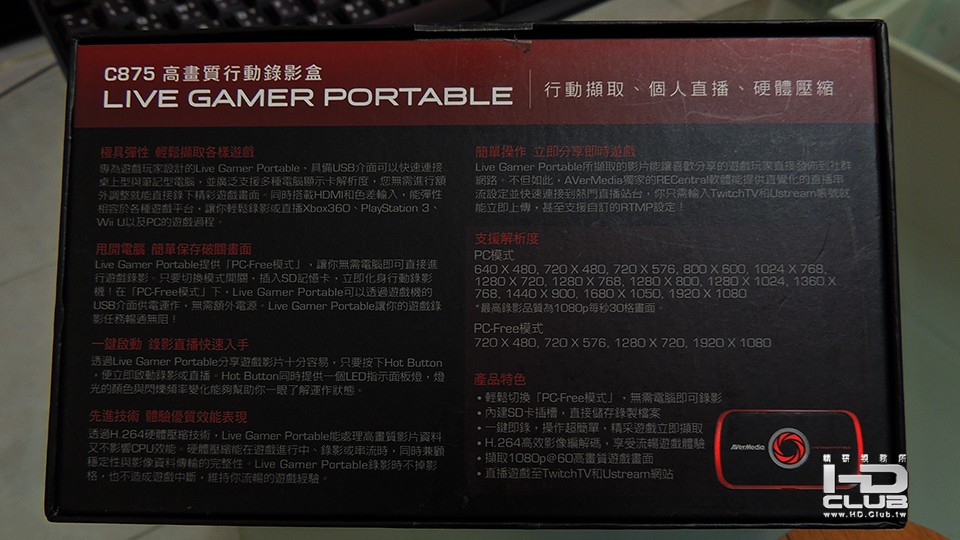 C875 高畫質行動錄影盒
LIVE GAMER PORTABLE
行動擷取、個人直播、硬體壓縮
極具彈性 輕鬆擷取各樣遊戲
專為遊戲玩家設計的Live Gamer Portable，具備USB介面可以快速連接
桌上型與筆記型電腦，並廣泛支援多種電腦顯示卡解析度，您無需進行額
外調整就能直接錄下精彩遊戲畫面。同時搭載HDMI和色差輸入，能彈性
相容於各種遊戲平台，讓你輕鬆錄影或直播Xbox360、PlayStation 3、
Wii U以及PC的遊戲過程。
甩開電腦 簡單保存破關畫面
Live Gamer Portable提供「PC-Free模式」，讓你無需電腦即可直接進
行遊戲錄影。只要切換模式開關，插入SD記憶卡，立即化身行動錄影
機！在「PC-Free模式」下，Live Gamer Portable可以透過遊戲機的
USB介面供電運作，無需額外電源。Live Gamer Portable讓你的遊戲錄
影任務暢通無阻！
一鍵啟動 錄影直播快速入手
透過Live Gamer Portable分享遊戲影片十分容易，只要按下Hot Button
，便立即啟動錄影或直播。Hot Button同時提供一個LED指示面板燈，燈
光的顏色與閃爍頻率變化能夠幫助你一眼了解運作狀態。
先進技術 體驗優質效能表現
透過H.264硬體壓縮技術，Live Gamer Portable能處理高畫質影片資料
又不影響CPU效能。硬體壓縮能在遊戲進行中、錄影或串流時，同時兼顧
穩定性與影像資料傳輸的完整性。Live Gamer Portable錄影時不掉影
格，也不造成遊戲中斷，維持你流暢的遊戲經驗。
簡單操作 立即分享即時遊戲
Live Gamer Portable所擷取的影片能讓喜歡分享的遊戲玩家直接發佈到社群
網路。不但如此，AVerMedia獨家的RECentral軟體能提供直覺化的直播串
流設定並快速連接到熱門直播站台，你只需輸入TwitchTV和Ustream帳號就
能立即上傳，甚至支援自訂的RTMP設定！
支援解析度
PC模式
640 X 480, 720 X 480, 720 X 576, 800 X 600, 1024 X 768,
1280 X 720, 1280 X 768, 1280 X 800, 1280 X 1024, 1360 X
768, 1440 X 900, 1680 X 1050, 1920 X 1080
*最高錄影品質為1080p每秒30格畫面。
PC-Free模式
720 X 480, 720 X 576, 1280 X 720, 1920 X 1080
產品特色
•輕鬆切換「PC-Free模式」，無需電腦即可錄影
•內建SD卡插槽，直接儲存錄製檔案
•一鍵即錄，操作超簡單，精采遊戲立即擷取
•H.264高效影像編解碼，享受流暢遊戲體驗
•擷取1080p@60高畫質遊戲畫面
•直播遊戲至TwitchTV和Ustream網站
AVerMedia
精研視務所
HD
CLUB
www.HD.Club.tw